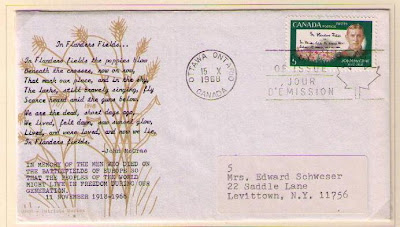 In Flanders Fields...
In Flanders fields the poppies blow
Beneath the crosses, row on row,
That mark our place, and in the sky,
The larks, still bravely singing, fly
Scarce heard amid the guns below.
We are the dead, short days ago,
We lived, felt dawn, saw sunset glow,
Loved, and were loved, and now we lie,
In Flanders fields.
-John McCrae
IN MEMORY OF THE MEN WHO DIED ON
THE BATTLEFIELDS OF EUROPE SO
THAT THE PEOPLES OF THE WORLD
MIGHT LIVE IN FREEDOM DURING OUR
GENERATION.
11 NOVEMBER 1918-1968
OTTAWA ONTARIO
15 X
1968
CANADA
CANADA
5
OF ISSUE
JOUR
D'ÉMISSION
5
Mrs. Edward Schweser
22 Saddle Lane
Levittown, N.Y. 11756